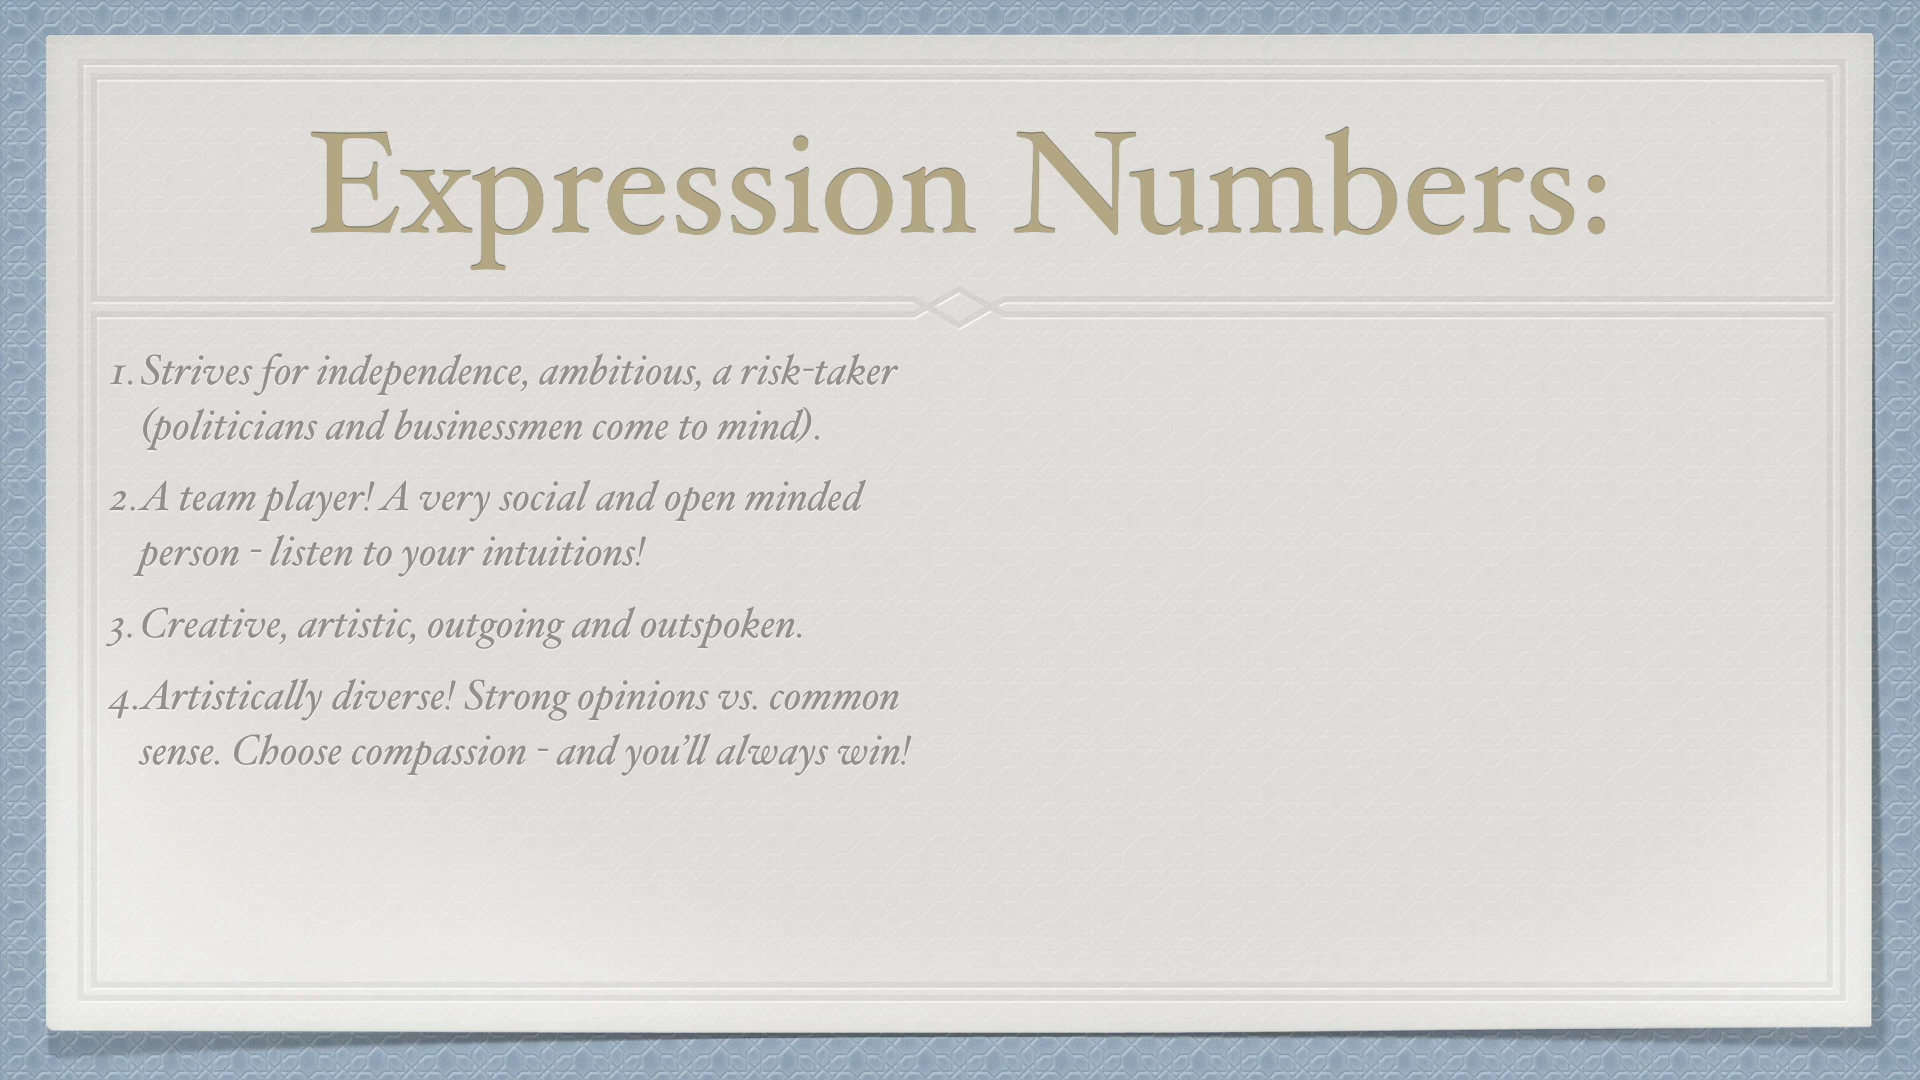 Expression Numbers:
1. Strives for independence, ambitious, a risk-taker
(politicians and businessmen come to mind).
2. A team player! A very social and open minded
person - listen to your intuitions!
3. Creative, artistic, outgoing and outspoken.
4. Artistically diverse! Strong opinions vs. common
sense. Choose compassion - and you’ll always win!